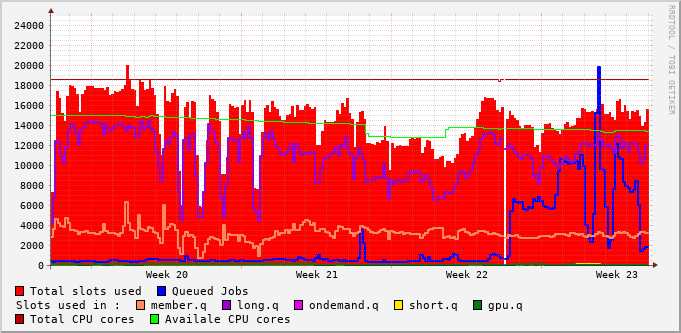 RRDTOOL / TOBI OETIKER
24000
22000
20000
18000
16000
14000
12000
10000
8000
6000
4000
2000
0
Week 20 Week 21 Week 22 Week 23
Total slots used Queued Jobs
Slots used in : member.q long.q ondemand.q short.q gpu.q
Total CPU cores Availale CPU cores